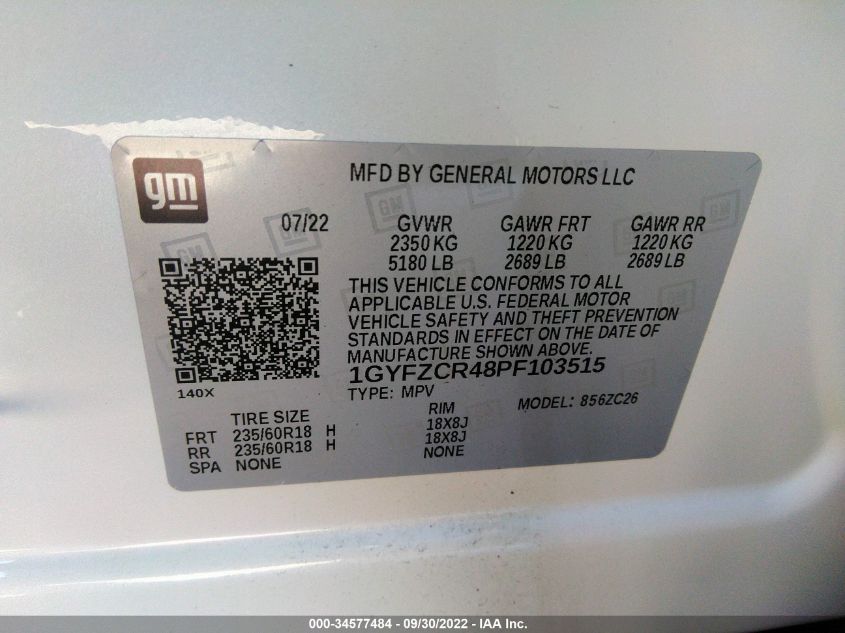 gm
MFD BY GENERAL MOTORS LLC
07/22 GVWR GAWR FRT GAWR RR
2350 KG 1220 KG 1220 KG
5180 LB 2689 LB 2689 LB
THIS VEHICLE CONFORMS TO ALL
APPLICABLE U.S. FEDERAL MOTOR
VEHICLE SAFETY AND THEFT PREVENTION
STANDARDS IN EFFECT ON THE DATE OF
MANUFACTURE SHOWN ABOVE.
1GYFZCR48PF103515
140X
TYPE: MPV MODEL: 856ZC26
TIRE SIZE RIM
FRT 235/60R18 H 18X8J
RR 235/60R18 H 18X8J
SPA NONE NONE
000-34577484 - 09/30/2022 - IAA Inc.